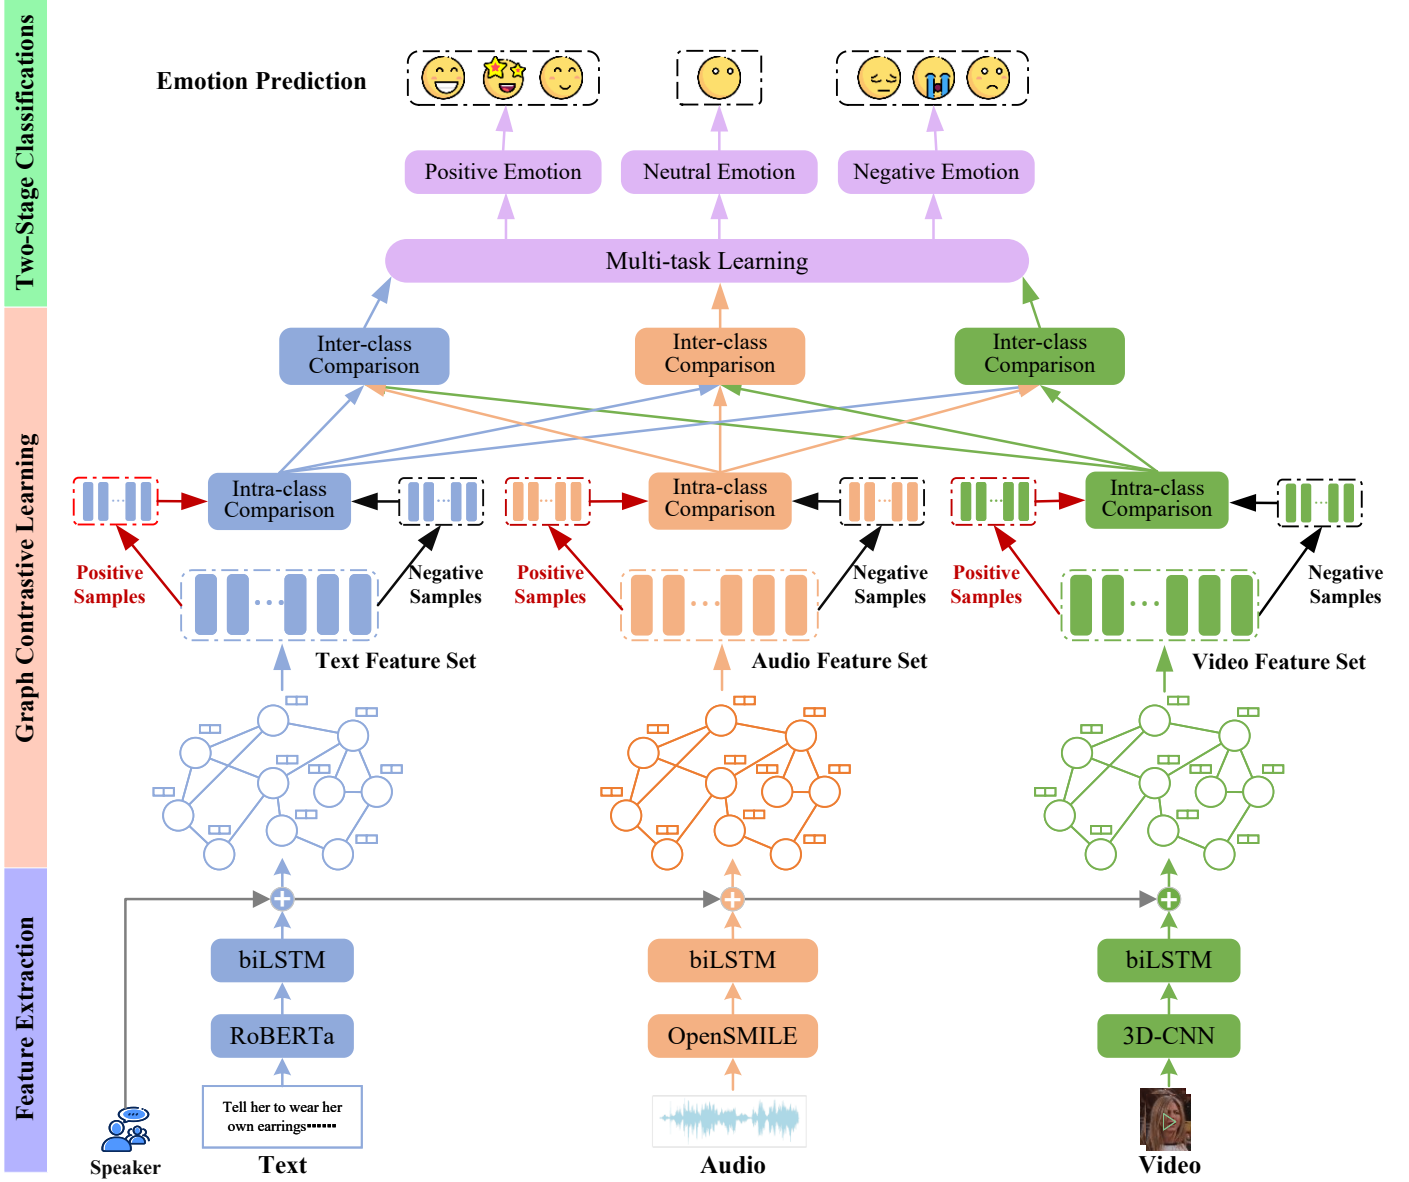 Two-Stage Classifications
Emotion Prediction
Positive Emotion
Neutral Emotion
Negative Emotion
Multi-task Learning
Graph Contrastive Learning
Inter-class
Comparison
Inter-class
Comparison
Inter-class
Comparison
Intra-class
Comparison
Intra-class
Comparison
Intra-class
Comparison
Positive
Samples
Negative
Samples
Positive
Samples
Negative
Samples
Positive
Samples
Negative
Samples
Text Feature Set
Audio Feature Set
Video Feature Set
Feature Extraction
biLSTM
biLSTM
biLSTM
RoBERTa
OpenSMILE
3D-CNN
Tell her to wear her
own earrings······
Speaker
Text
Audio
Video